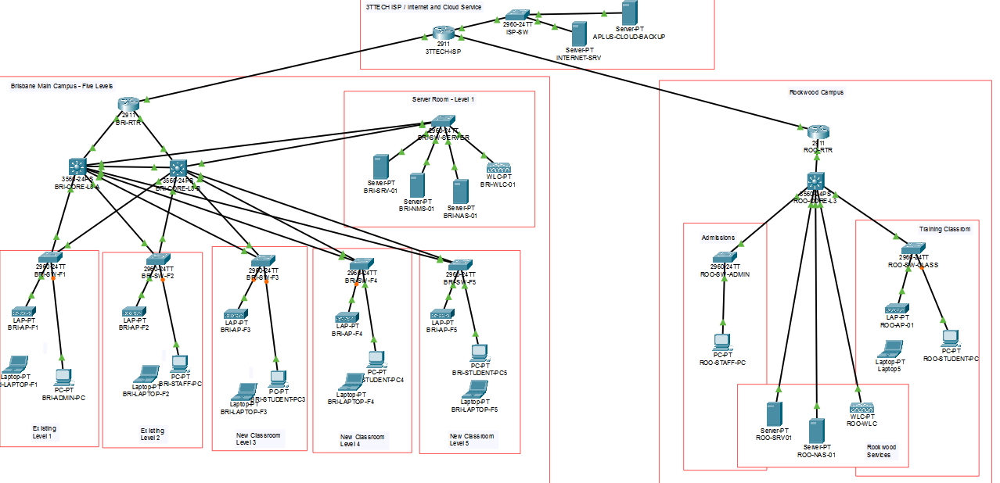 3TTECH ISP / Internet and Cloud Service
2960-24TT
ISP-SW
Server-PT
APLUS-CLOUD-BACKUP
2911
3TTECH-ISP
Server-PT
INTERNET-SRV
Brisbane Main Campus - Five Levels
2911
BRI-RTR
Server Room - Level 1
2960-24TT
BRI-SW-SERVER
Server-PT
BRI-SRV-01
Server-PT
BRI-NMS-01
Server-PT
BRI-NAS-01
WLC-PT
BRI-WLC-01
3560-24PS
BRI-CORE-L3-A
3560-24PS
BRI-CORE-L3-B
Rookwood Campus
2911
ROO-RTR
3560-24PS
ROO-CORE-L3
2960-24TT
BRI-SW-F1
LAP-PT
BRI-AP-F1
Laptop-PT
-LAPTOP-F1
PC-PT
BRI-ADMIN-PC
Existing
Level 1
2960-24TT
BRI-SW-F2
LAP-PT
BRI-AP-F2
Laptop-PT
BRI-LAPTOP-F2
PC-PT
BRI-STAFF-PC
Existing
Level 2
2960-24TT
BRI-SW-F3
LAP-PT
BRI-AP-F3
Laptop-PT
BRI-LAPTOP-F3
PC-PT
BRI-STUDENT-PC3
New Classroom
Level 3
2960-24TT
BRI-SW-F4
LAP-PT
BRI-AP-F4
PC-PT
STUDENT-PC4
Laptop-PT
BRI-LAPTOP-F4
New Classroom
Level 4
2960-24TT
BRI-SW-F5
LAP-PT
BRI-AP-F5
PC-PT
BRI-STUDENT-PC5
Laptop-PT
BRI-LAPTOP-F5
New Classroom
Level 5
Admissions
2960-24TT
ROO-SW-ADMIN
PC-PT
ROO-STAFF-PC
Training Classrom
2960-24TT
ROO-SW-CLASS
LAP-PT
ROO-AP-01
Laptop-PT
Laptop5
PC-PT
ROO-STUDENT-PC
Server-PT
ROO-SRV01
Server-PT
ROO-NAS-01
WLC-PT
ROO-WLC
Rookwood
Services